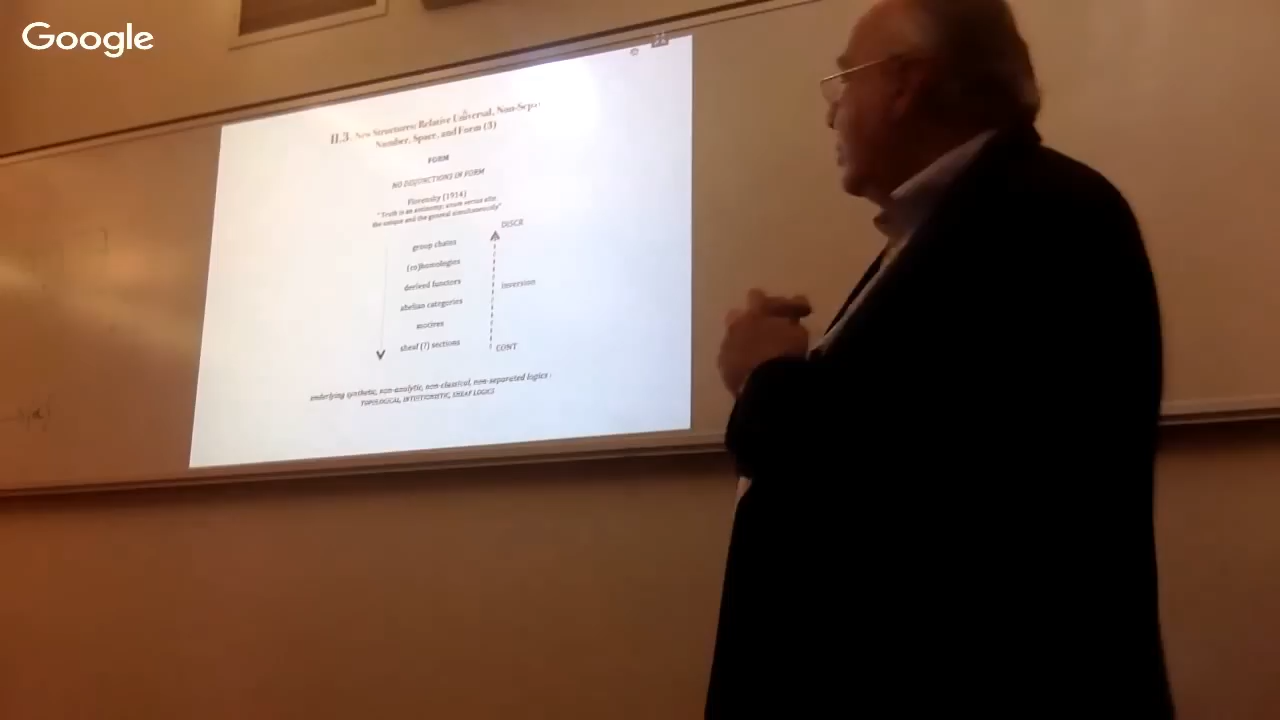 Google
II.3. New Structures: Relative Universal, Non-Sep
Number, Space, and Form (3)
FORM
NO DISJUNCTIONS IN FORM
Florensky (1914)
"Truth is an antinomy: unum versus alia
the unique and the general simultaneously"
DISCR
group chains
(co)homologies
derived functors
inversion
abelian categories
motives
sheaf (?) sections
CONT
underlying synthetic, non-analytic, non-classical, non-separated logics :
TOPOLOGICAL, INTUITIONISTIC, SHEAF LOGICS